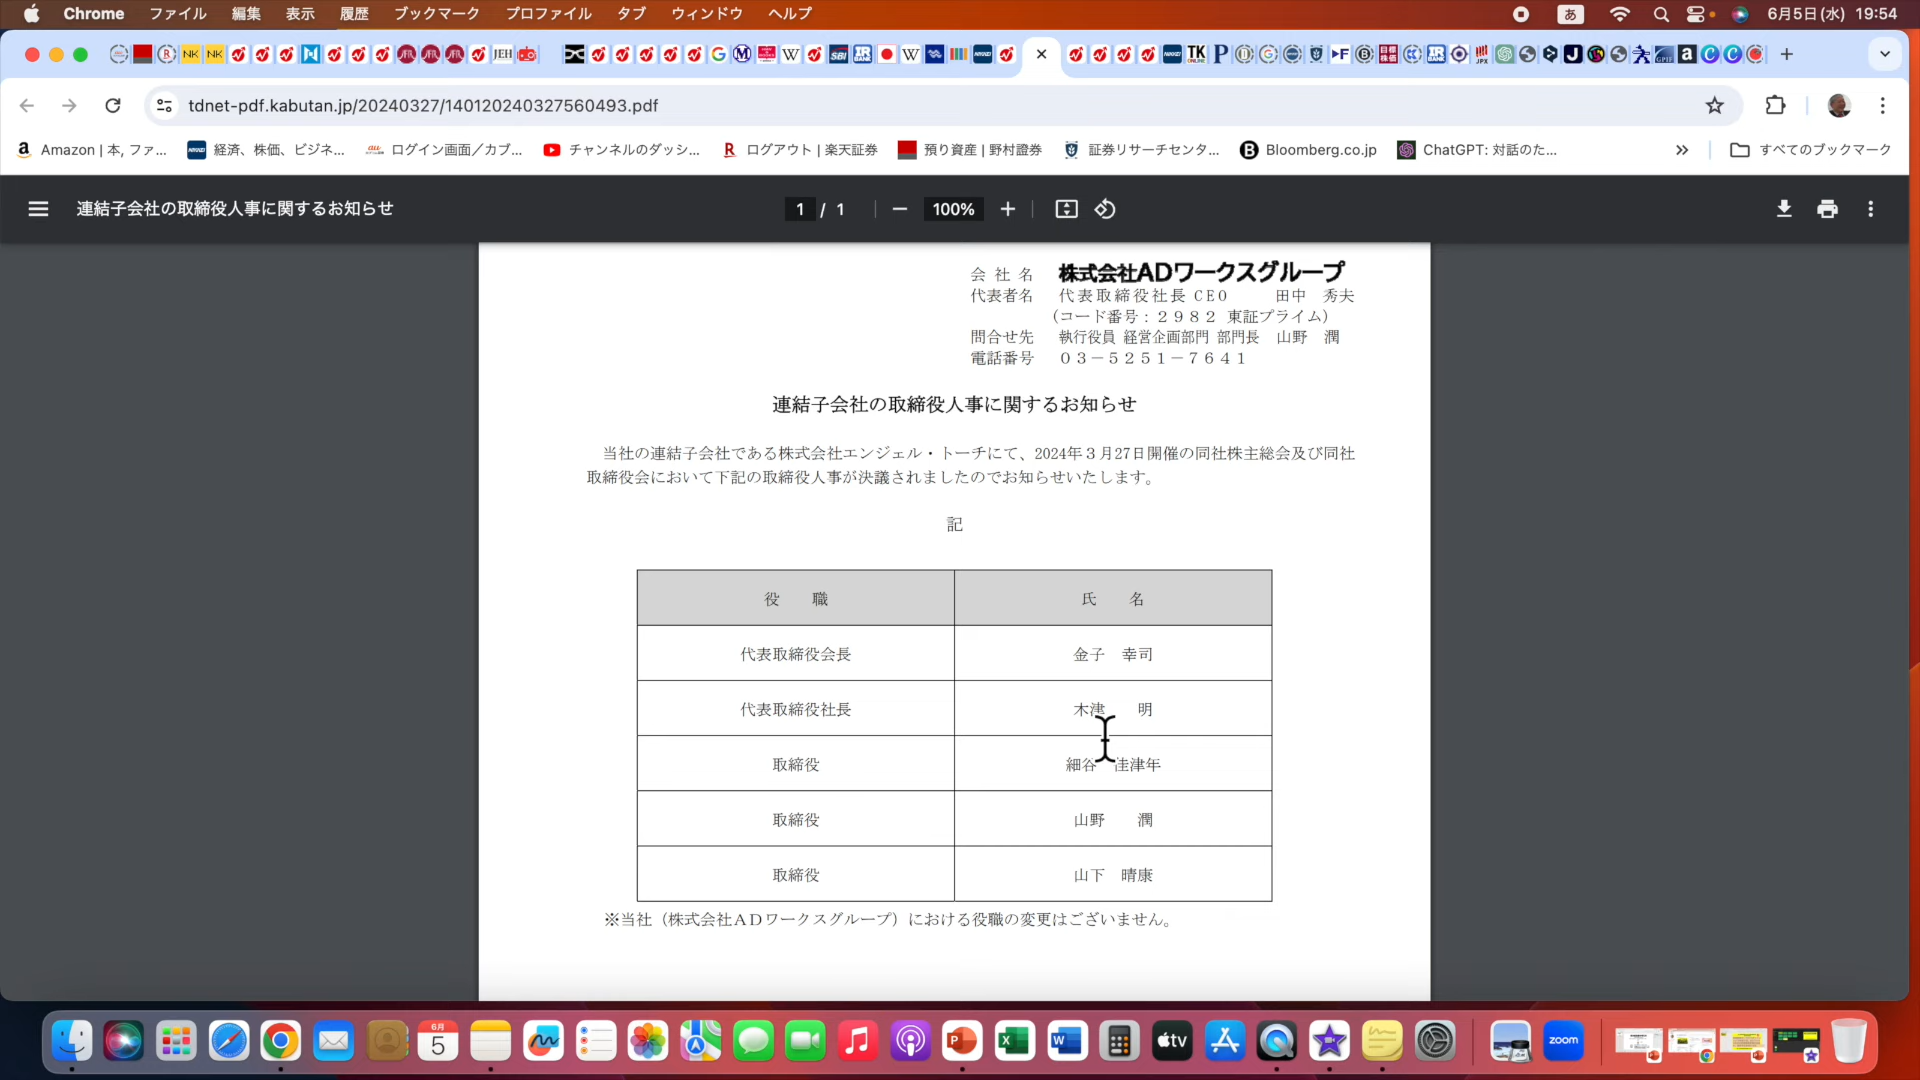 Chrome ファイル 編集 表示 履歴 ブックマーク プロファイル タブ ウィンドウ ヘルプ あ 6月5日(水) 19:54
tdnet-pdf.kabutan.jp/20240327/140120240327560493.pdf
Amazon | 本, ファ... 経済、株価、ビジネ... ログイン画面／カブ... チャンネルのダッシ... ログアウト | 楽天証券 預り資産 | 野村證券 証券リサーチセンタ... Bloomberg.co.jp ChatGPT: 対話のた... すべてのブックマーク
連結子会社の取締役人事に関するお知らせ 1 / 1 100%
会 社 名 株式会社ADワークスグループ
代表者名 代表取締役社長 CEO 田中 秀夫
（コード番号：２９８２ 東証プライム）
問合せ先 執行役員 経営企画部門 部門長 山野 潤
電話番号 ０３－５２５１－７６４１
連結子会社の取締役人事に関するお知らせ
当社の連結子会社である株式会社エンジェル・トーチにて、2024年３月27日開催の同社株主総会及び同社
取締役会において下記の取締役人事が決議されましたのでお知らせいたします。
記
役 職 氏 名
代表取締役会長 金子 幸司
代表取締役社長 木津 明
取締役 細谷 佳津年
取締役 山野 潤
取締役 山下 晴康
※当社（株式会社ＡＤワークスグループ）における役職の変更はございません。
6月
5
tv
zoom